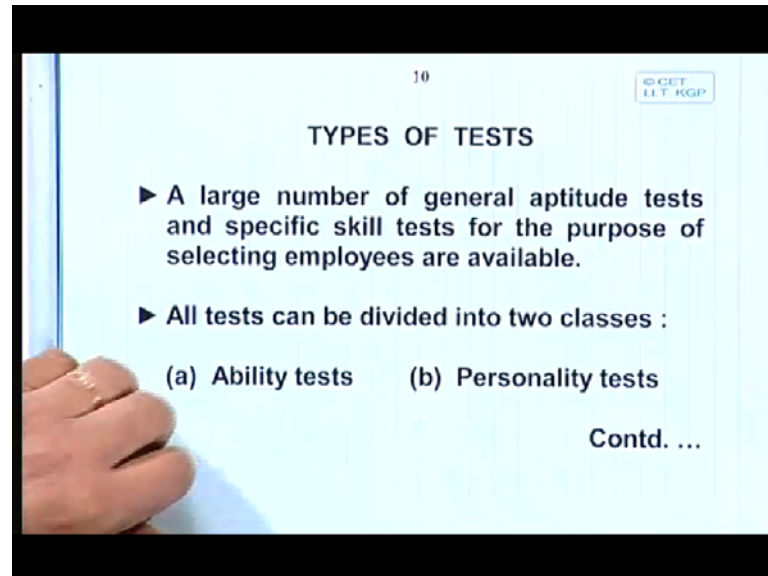 10
© CET
I.I.T. KGP
TYPES OF TESTS
► A large number of general aptitude tests
and specific skill tests for the purpose of
selecting employees are available.
► All tests can be divided into two classes :
(a) Ability tests (b) Personality tests
Contd. ...